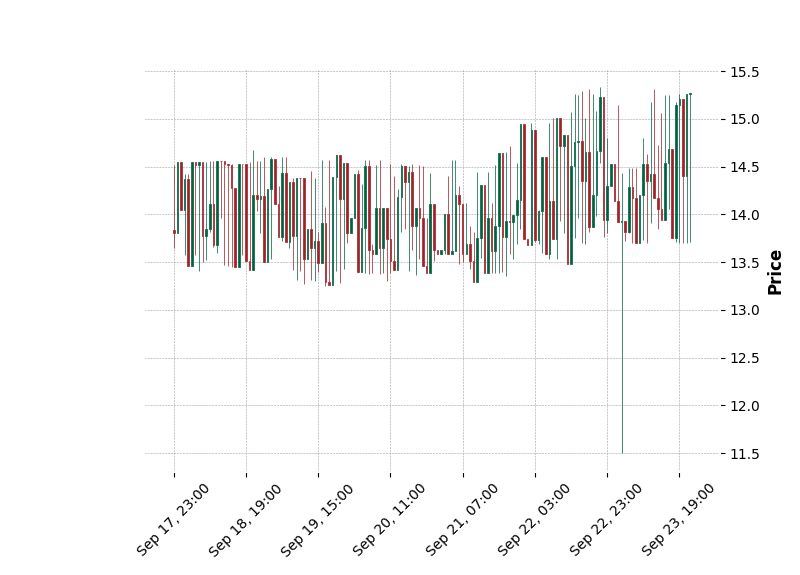 15.5
15.0
14.5
14.0
13.5
13.0
12.5
12.0
11.5
Price
Sep 17, 23:00
Sep 18, 19:00
Sep 19, 15:00
Sep 20, 11:00
Sep 21, 07:00
Sep 22, 03:00
Sep 22, 23:00
Sep 23, 19:00